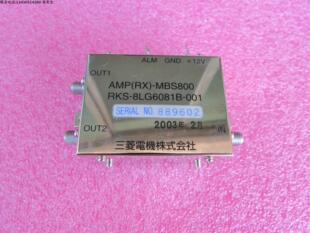 ALM GND +12V
OUT1
AMP(RX)-MBS800
RKS-8LG6081B-001
SERIAL NO 889602
OUT2
2003年 2月
IN
三菱電機株式会社